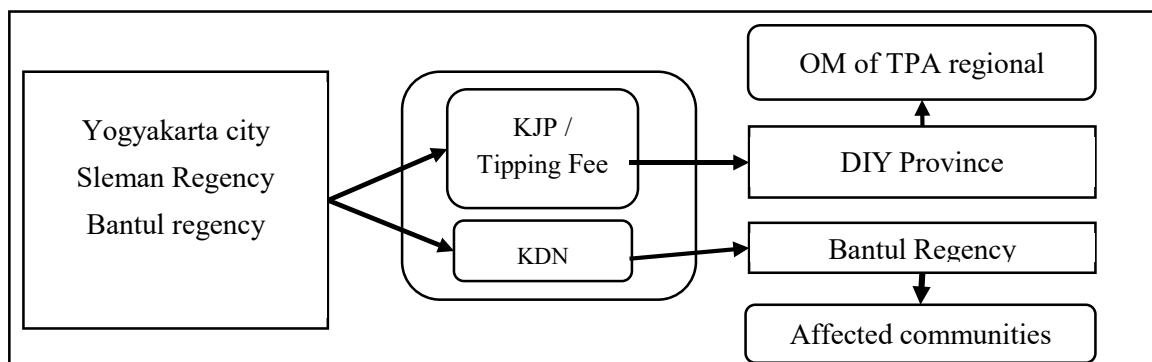 Yogyakarta city
Sleman Regency
Bantul regency
KJP /
Tipping Fee
KDN
OM of TPA regional
DIY Province
Bantul Regency
Affected communities